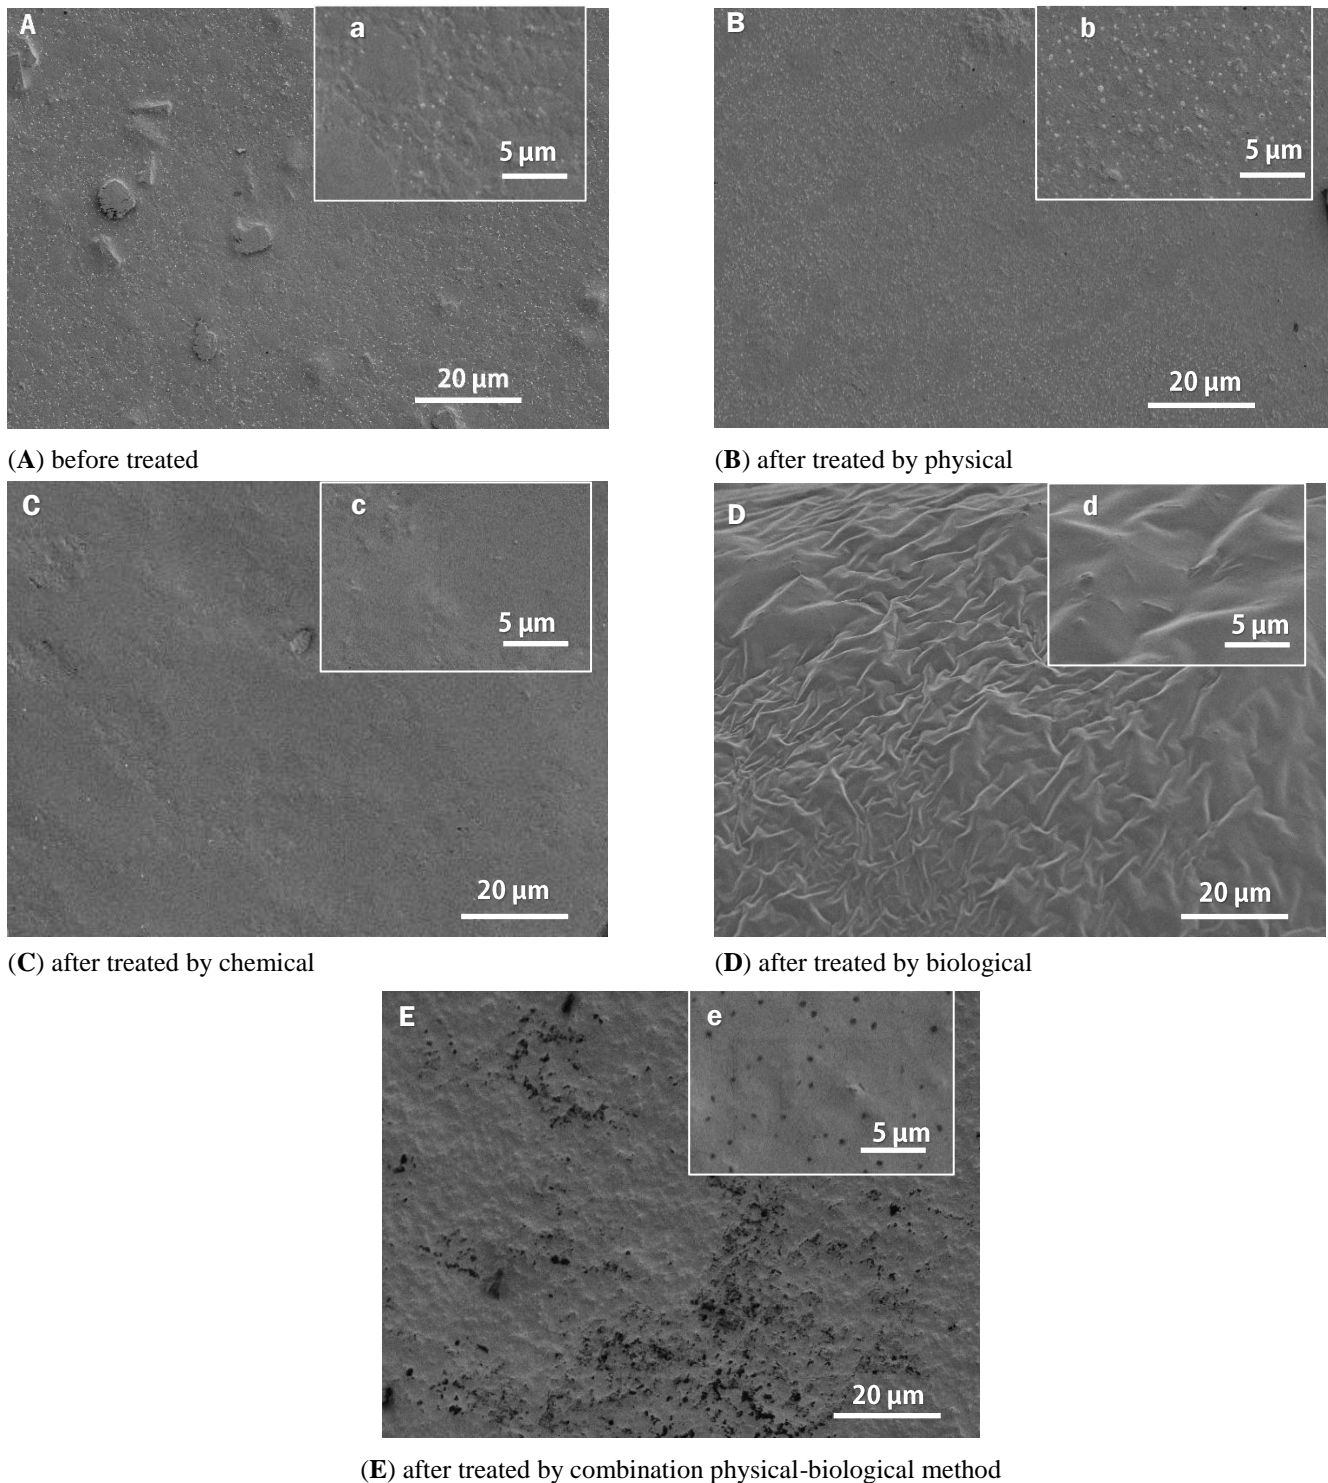 A
a
5 μm
20 μm
B
b
5 μm
20 μm
(A) before treated
(B) after treated by physical
C
c
5 μm
20 μm
D
d
5 μm
20 μm
(C) after treated by chemical
(D) after treated by biological
E
e
5 μm
20 μm
(E) after treated by combination physical-biological method